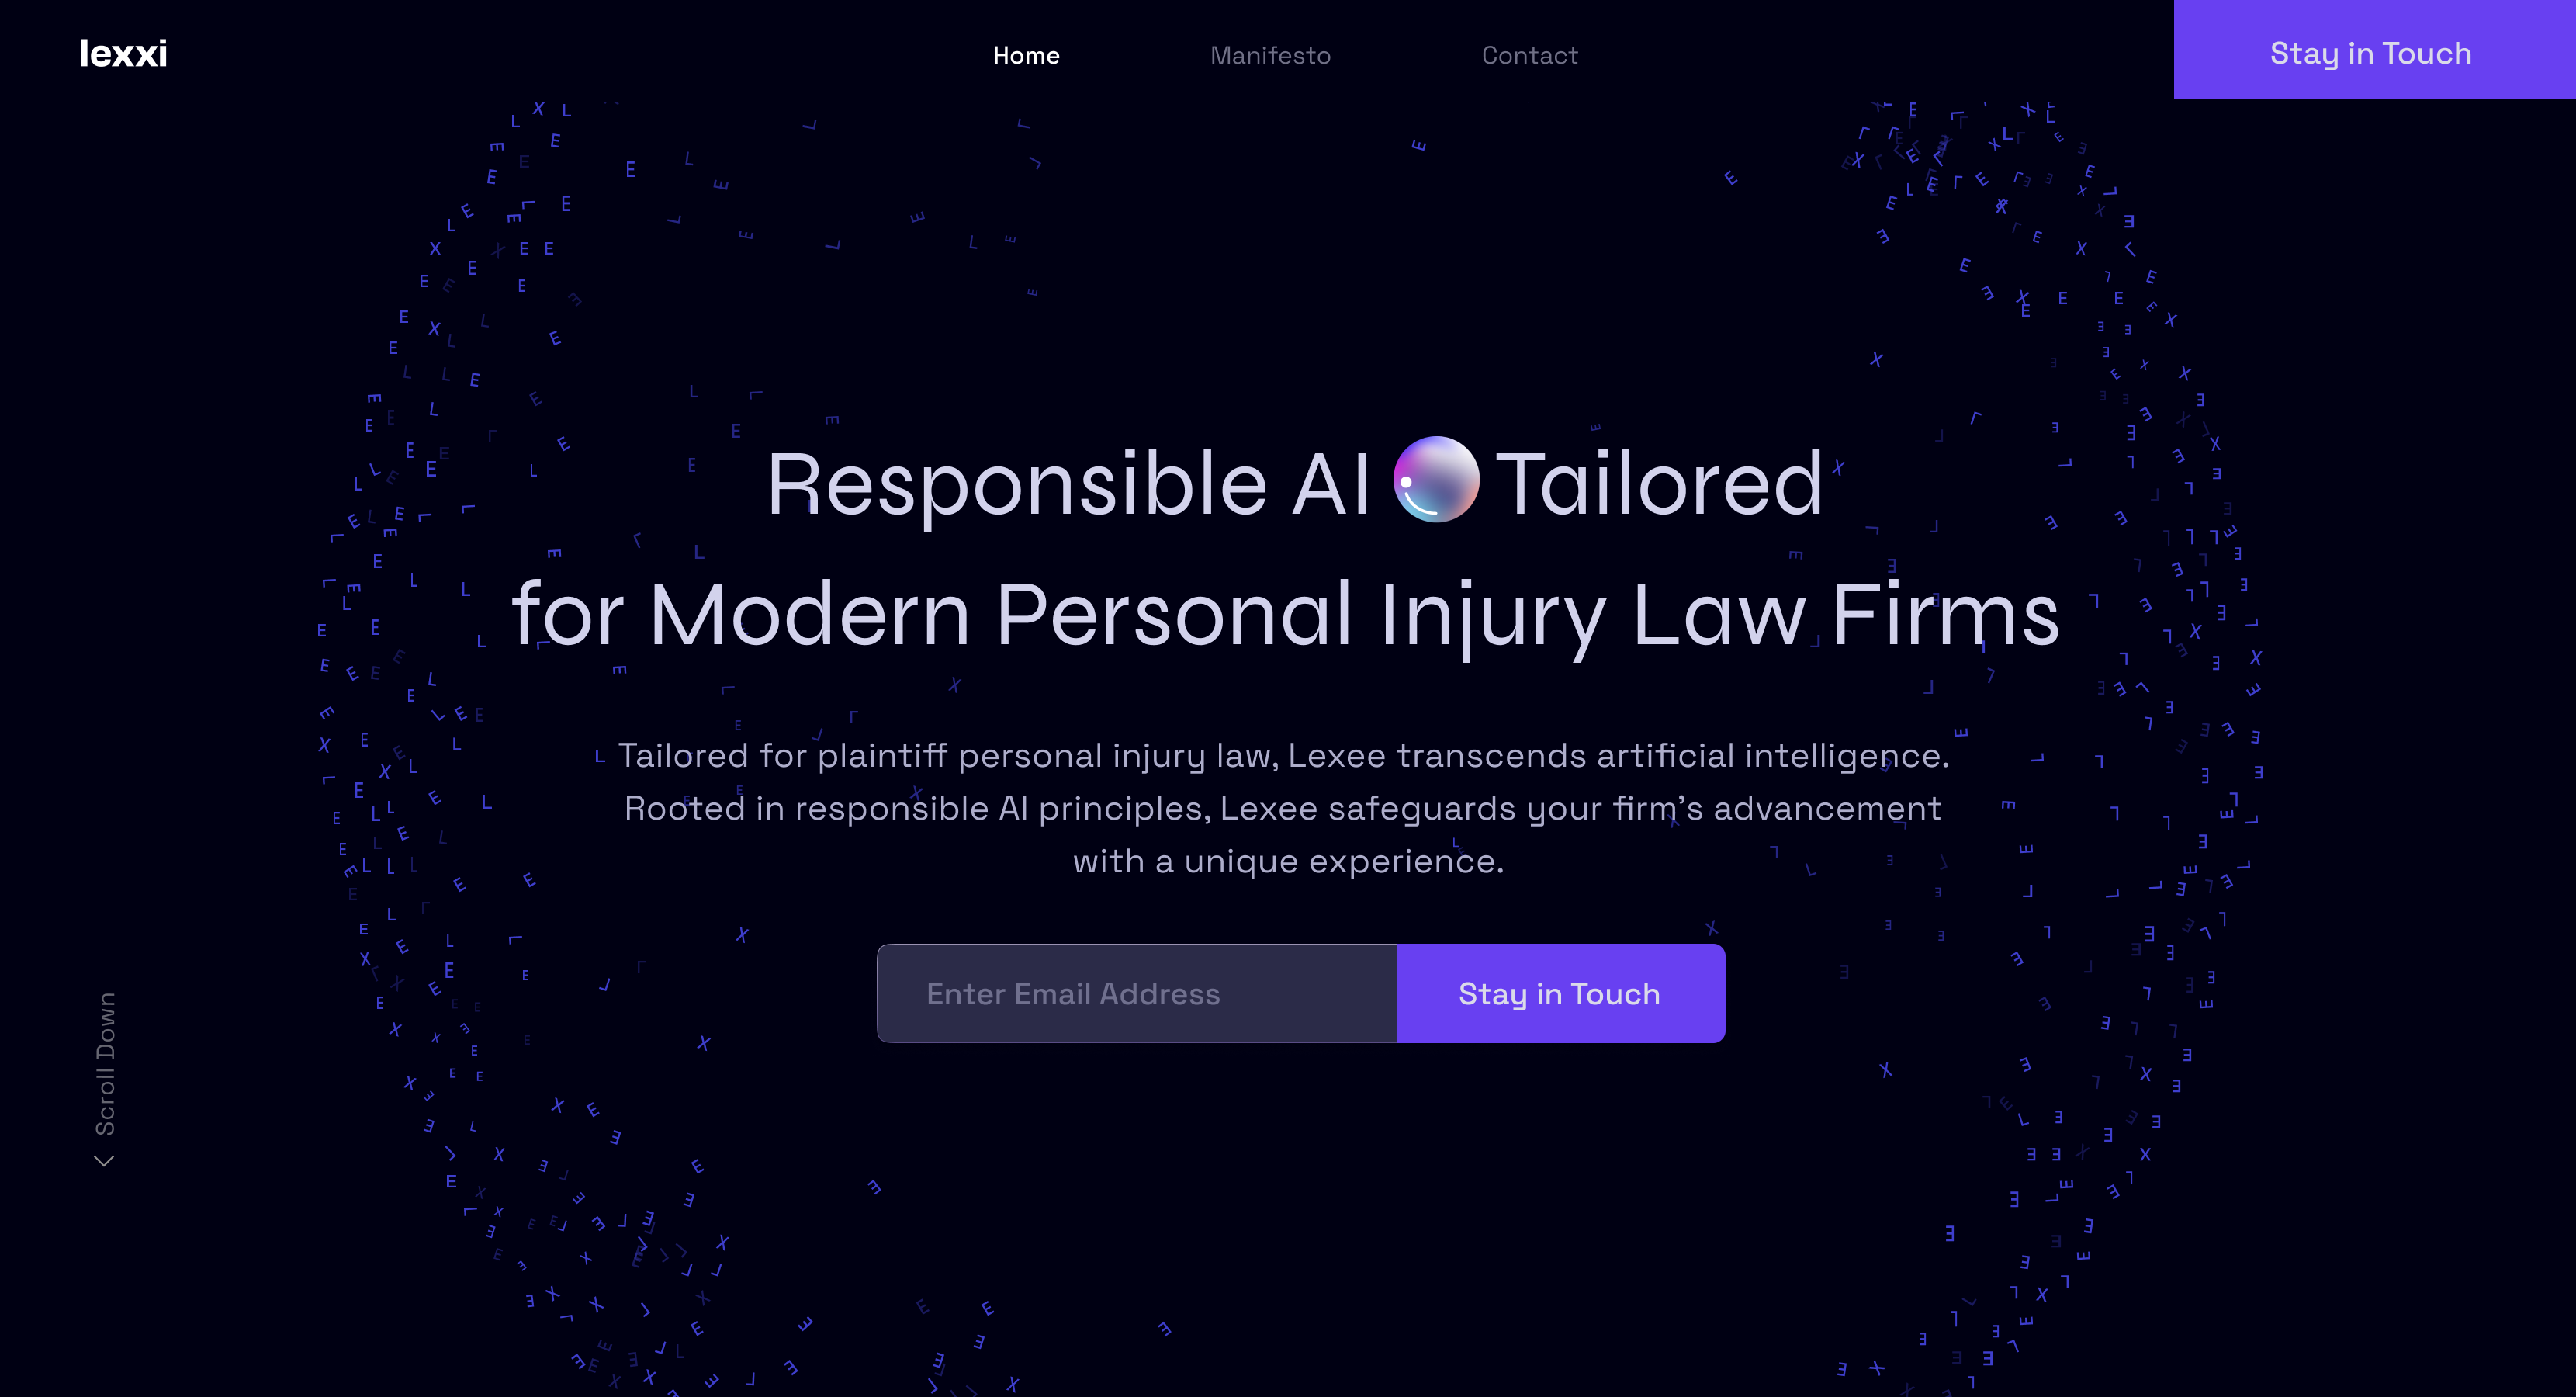 lexxi
Home
Manifesto
Contact
Stay in Touch
Responsible AI Tailored
for Modern Personal Injury Law Firms
Tailored for plaintiff personal injury law, Lexee transcends artificial intelligence.
Rooted in responsible AI principles, Lexee safeguards your firm’s advancement
with a unique experience.
Enter Email Address
Stay in Touch
Scroll Down